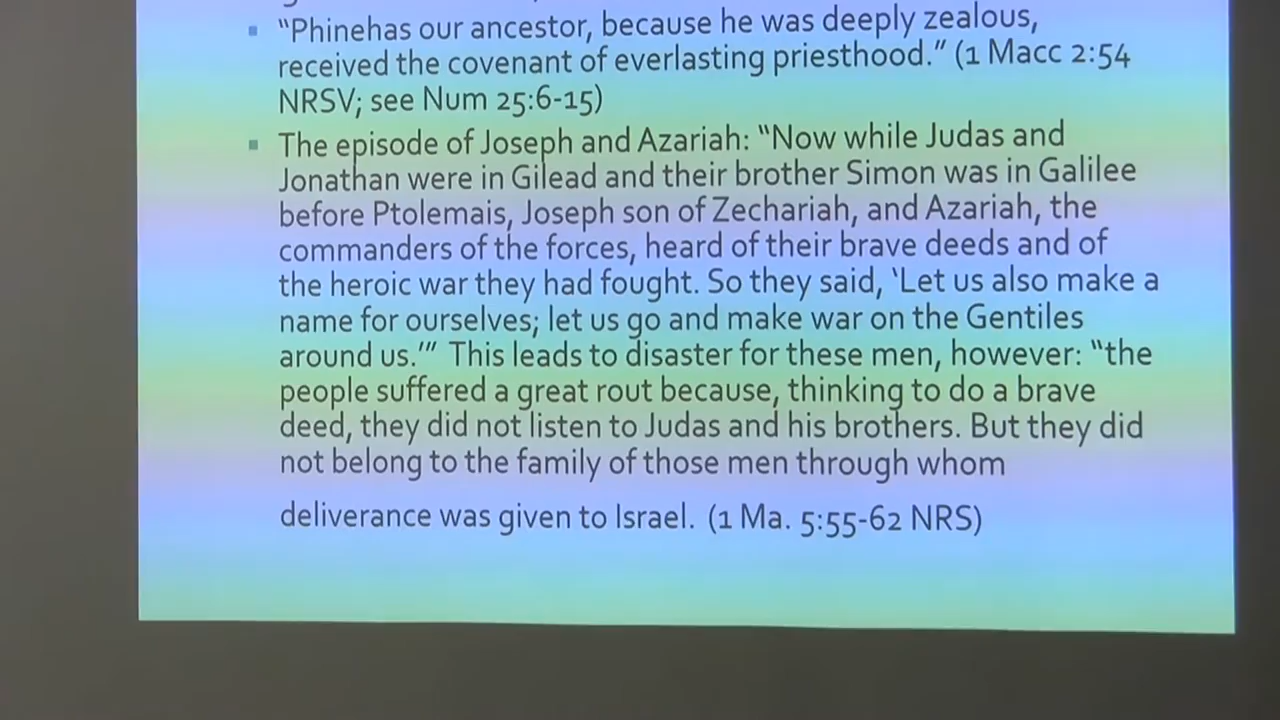 ▪ “Phinehas our ancestor, because he was deeply zealous,
received the covenant of everlasting priesthood.” (1 Macc 2:54
NRSV; see Num 25:6-15)
▪ The episode of Joseph and Azariah: “Now while Judas and
Jonathan were in Gilead and their brother Simon was in Galilee
before Ptolemais, Joseph son of Zechariah, and Azariah, the
commanders of the forces, heard of their brave deeds and of
the heroic war they had fought. So they said, ‘Let us also make a
name for ourselves; let us go and make war on the Gentiles
around us.’” This leads to disaster for these men, however: “the
people suffered a great rout because, thinking to do a brave
deed, they did not listen to Judas and his brothers. But they did
not belong to the family of those men through whom
deliverance was given to Israel. (1 Ma. 5:55-62 NRS)